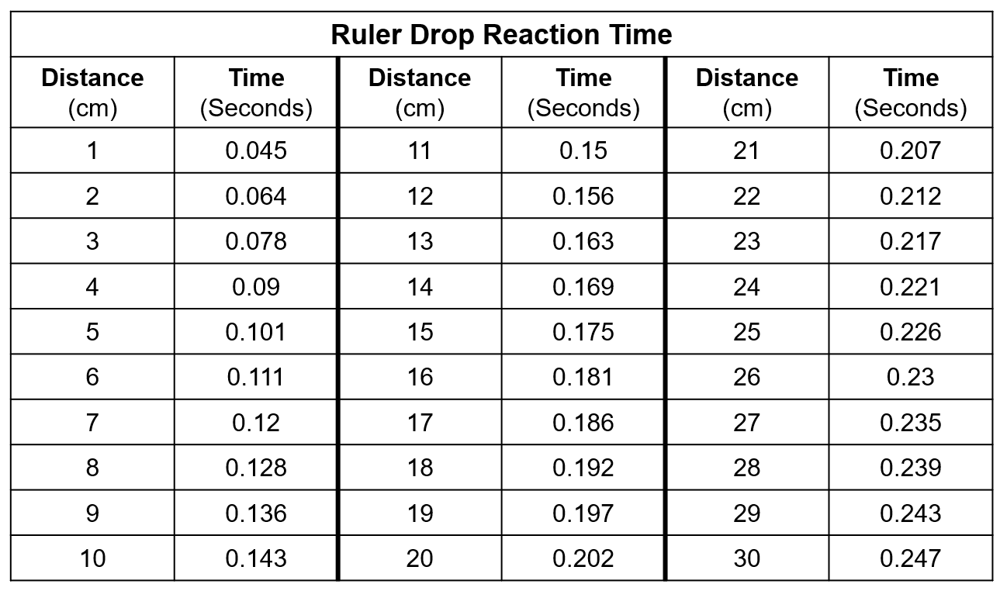 Ruler Drop Reaction Time
Distance Time Distance Time Distance Time
(cm) (Seconds) (cm) (Seconds) (cm) (Seconds)
1 0.045 11 0.15 21 0.207
2 0.064 12 0.156 22 0.212
3 0.078 13 0.163 23 0.217
4 0.09 14 0.169 24 0.221
5 0.101 15 0.175 25 0.226
6 0.111 16 0.181 26 0.23
7 0.12 17 0.186 27 0.235
8 0.128 18 0.192 28 0.239
9 0.136 19 0.197 29 0.243
10 0.143 20 0.202 30 0.247